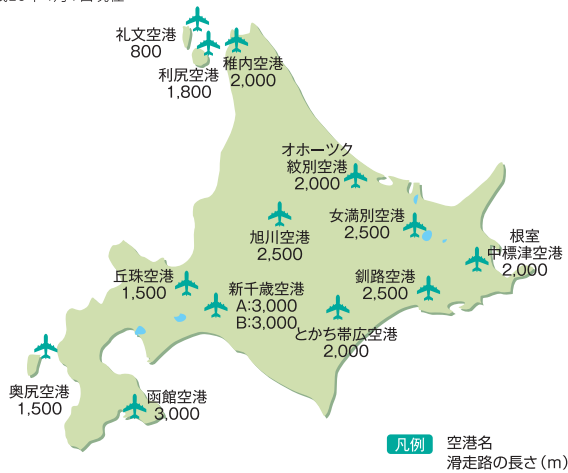 礼文空港
800
利尻空港
1,800
稚内空港
2,000
オホーツク
紋別空港
2,000
女満別空港
2,500
旭川空港
2,500
根室
中標津空港
2,000
丘珠空港
1,500
新千歳空港
A:3,000
B:3,000
釧路空港
2,500
とかち帯広空港
2,000
奥尻空港
1,500
函館空港
3,000
凡例
空港名
滑走路の長さ(m)